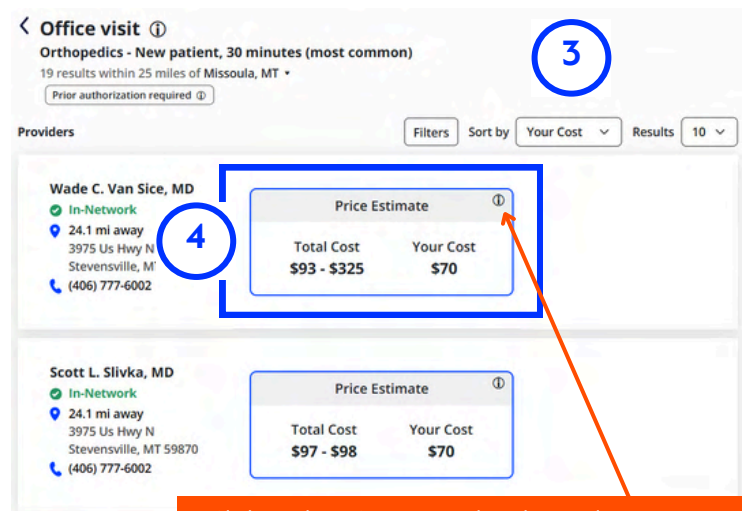 Office visit
Orthopedics - New patient, 30 minutes (most common)
19 results within 25 miles of Missoula, MT
Prior authorization required
3
Providers
Filters
Sort by
Your Cost
Results
10
Wade C. Van Sice, MD
In-Network
24.1 mi away
3975 Us Hwy N
Stevensville,
(406) 777-6002
4
Price Estimate
Total Cost
Your Cost
$93 - $325
$70
Scott L. Slivka, MD
In-Network
24.1 mi away
3975 Us Hwy N
Stevensville, MT 59870
(406) 777-6002
Price Estimate
Total Cost
Your Cost
$97 - $98
$70